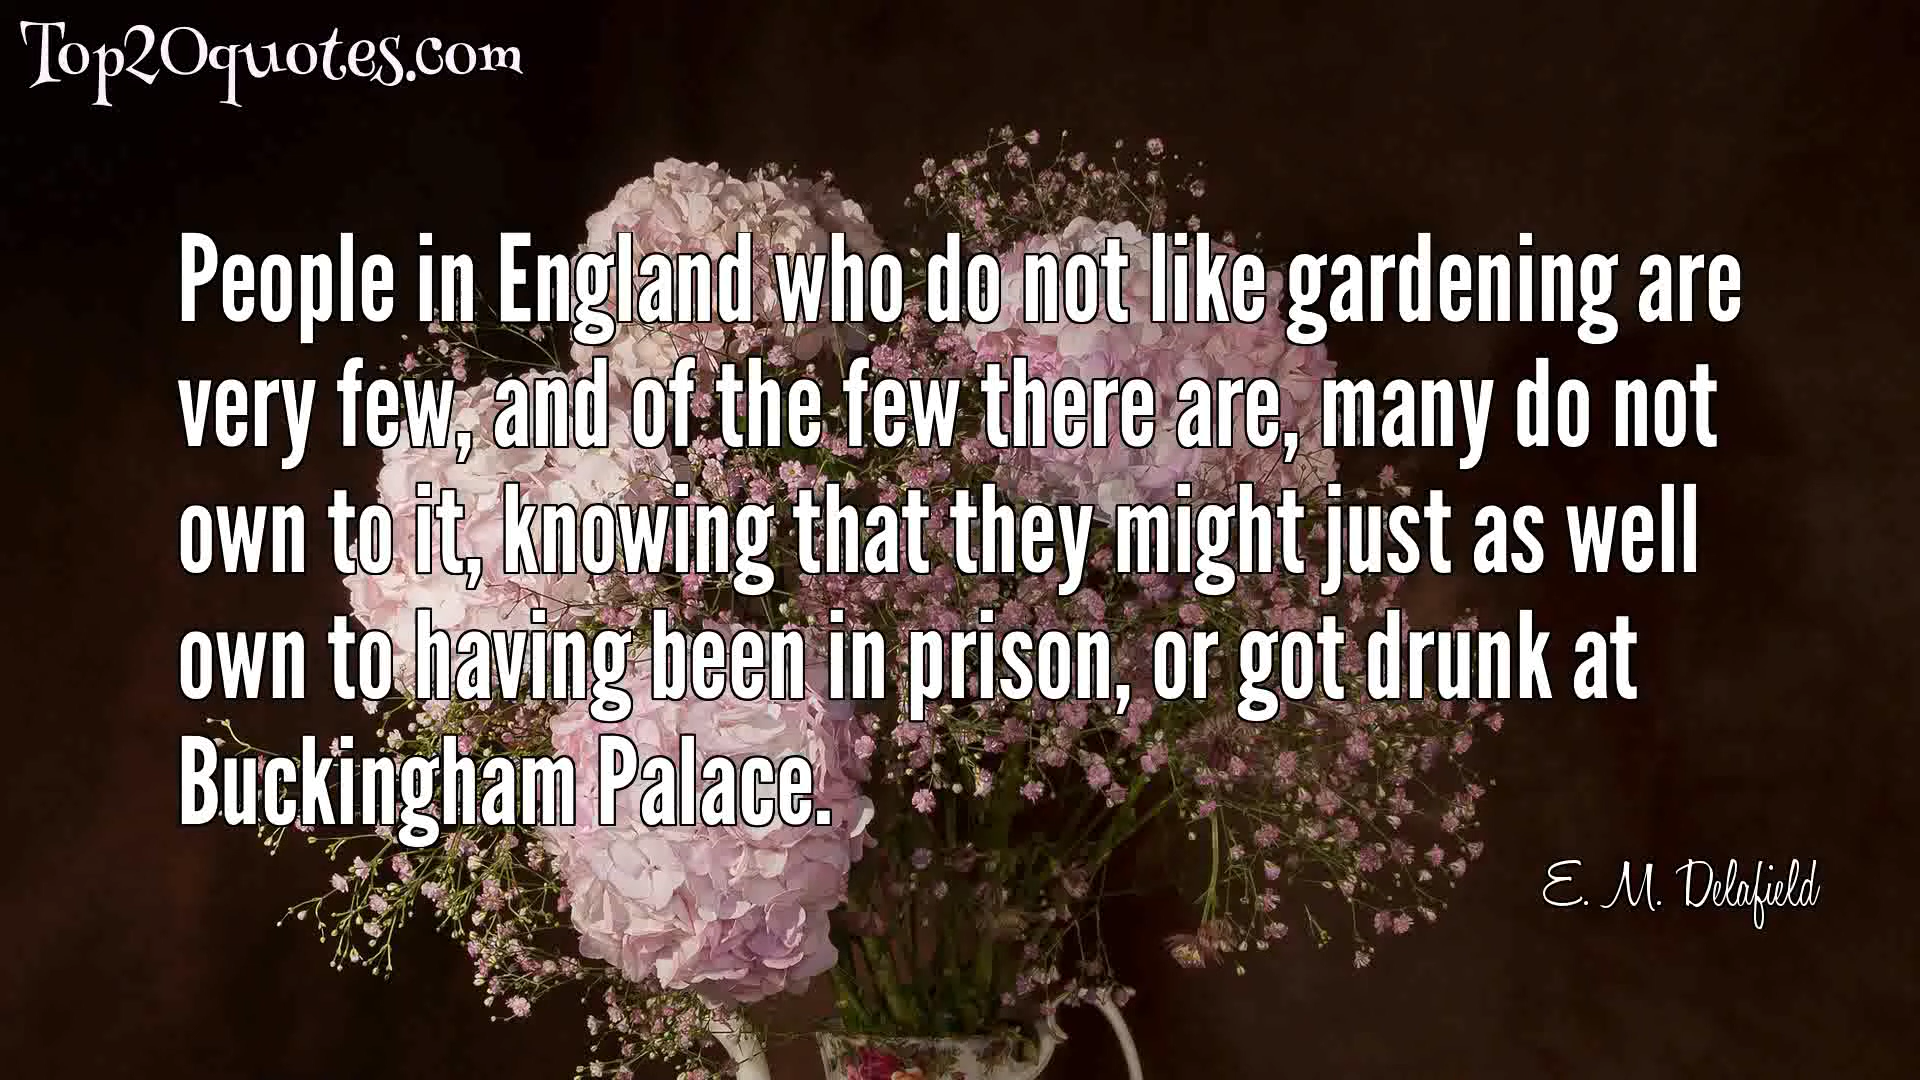 Top20quotes.com
People in England who do not like gardening are
very few, and of the few there are, many do not
own to it, knowing that they might just as well
own to having been in prison, or got drunk at
Buckingham Palace.
E. M. Delafield